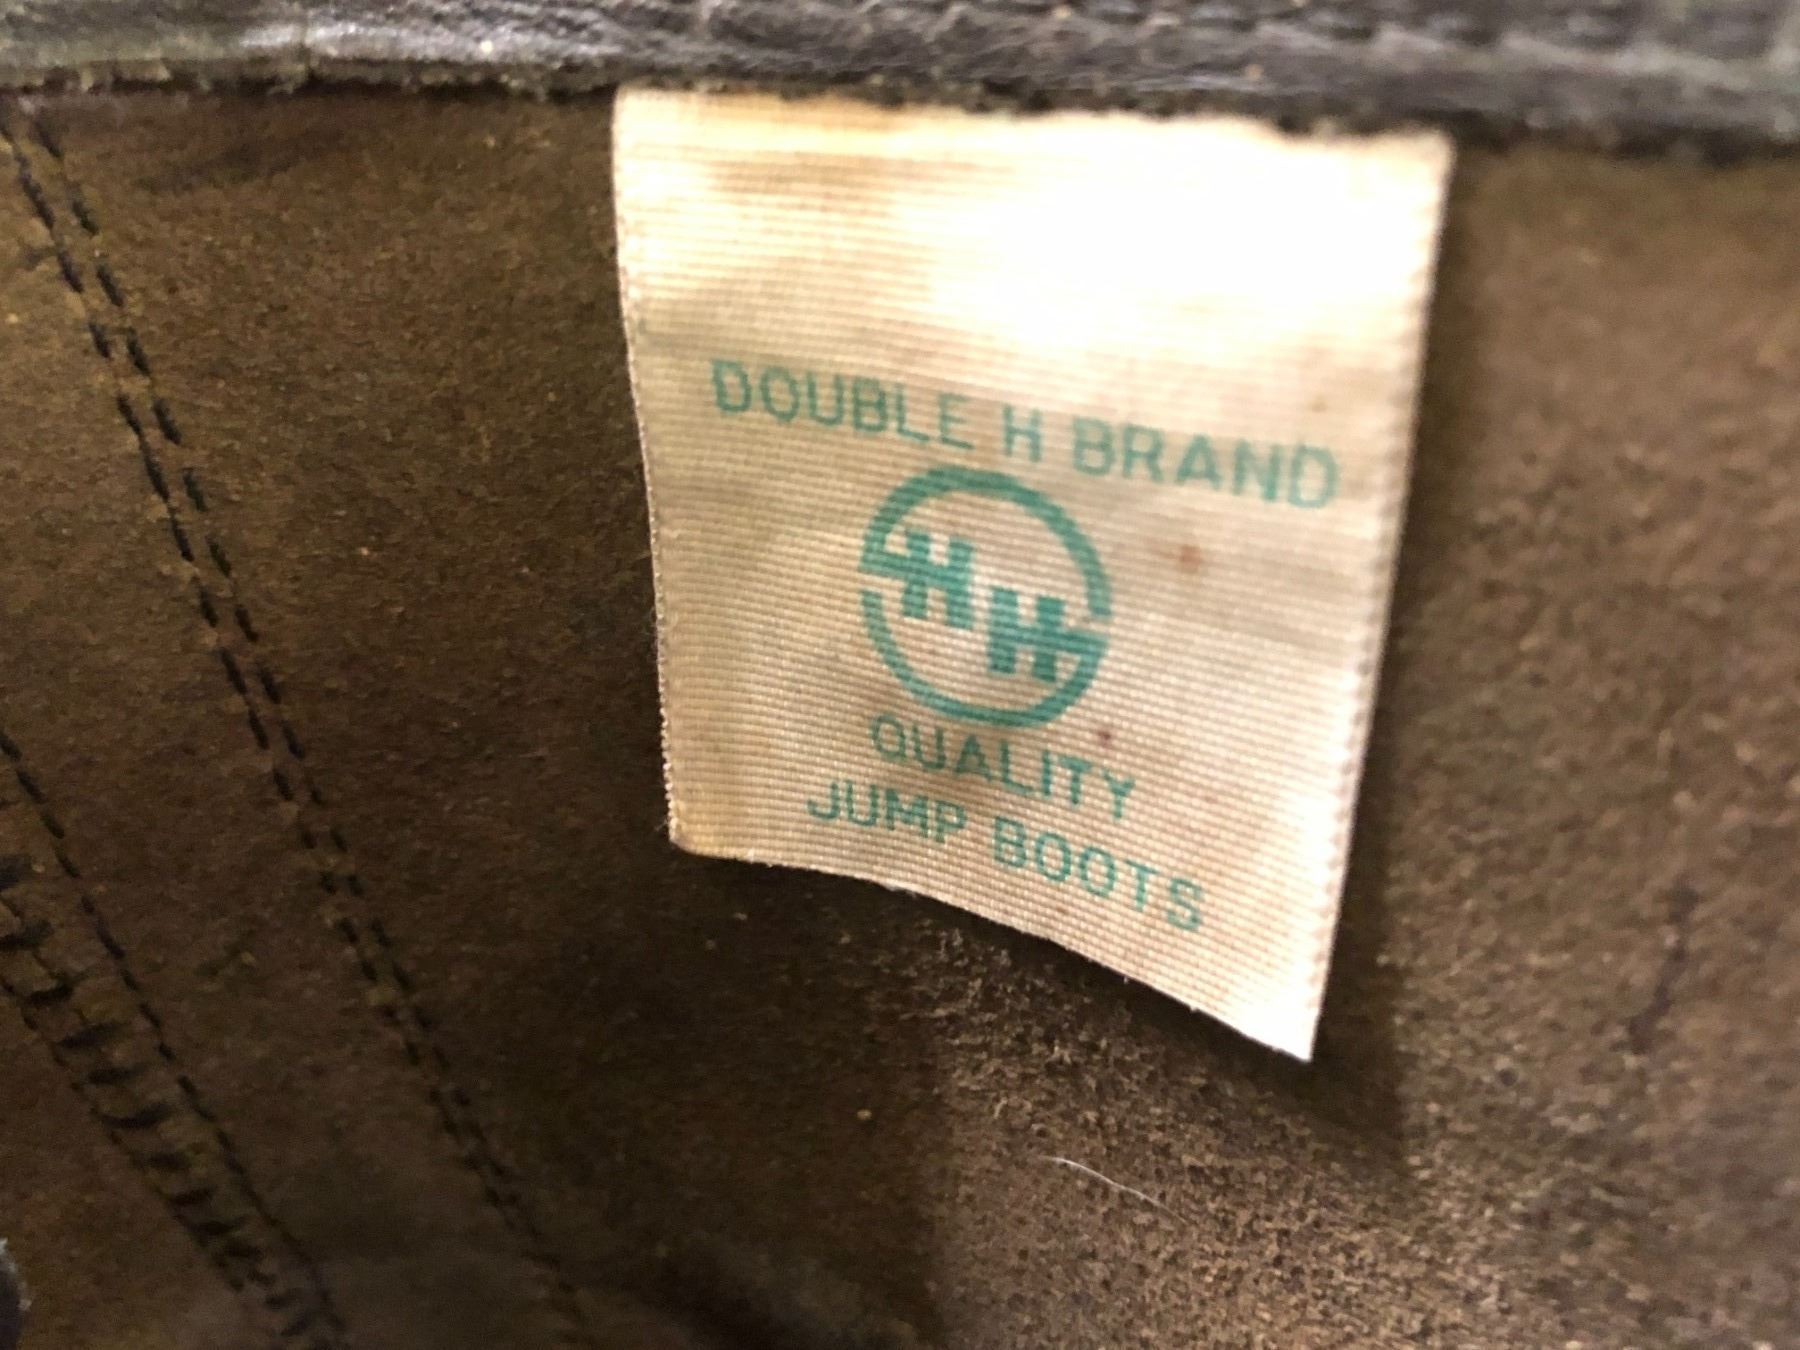 DOUBLE H BRAND
HH
QUALITY
JUMP BOOTS